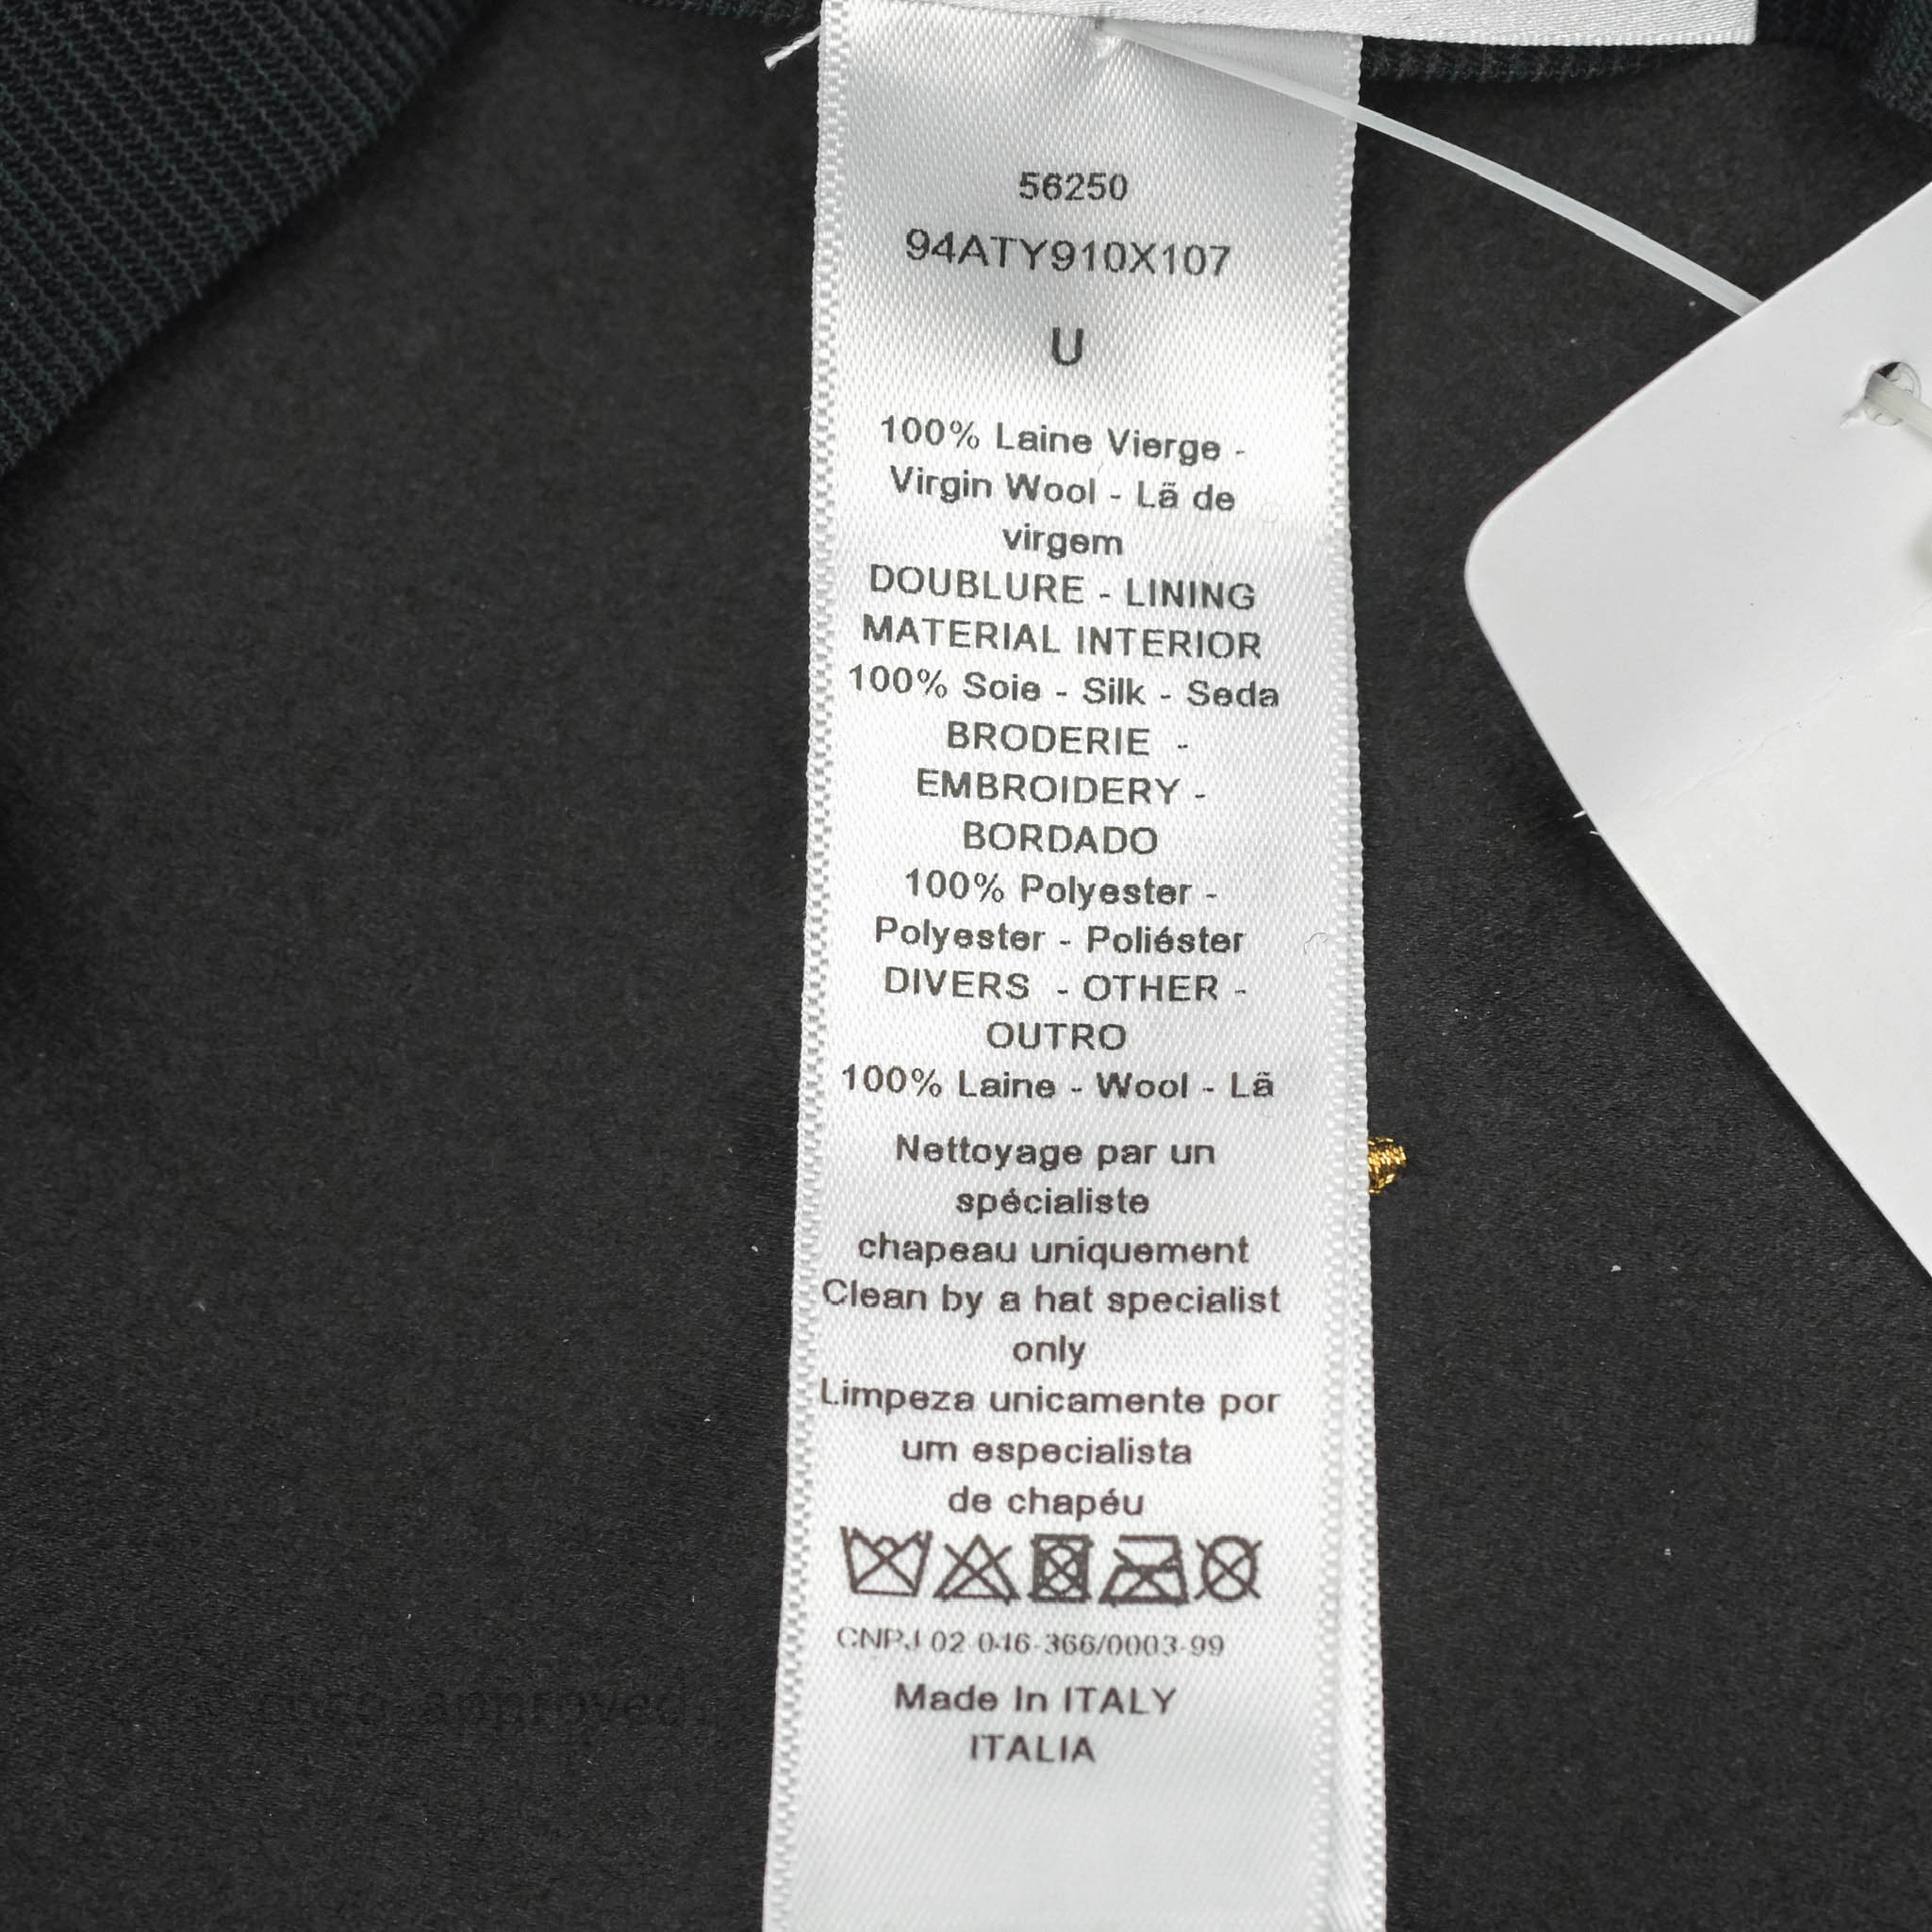 56250
94ATY910X107
U
100% Laine Vierge -
Virgin Wool - Lã de
virgem
DOUBLURE - LINING
MATERIAL INTERIOR
100% Soie - Silk - Seda
BRODERIE -
EMBROIDERY -
BORDADO
100% Polyester -
Polyester - Poliéster
DIVERS - OTHER -
OUTRO
100% Laine - Wool - Lã
Nettoyage par un
spécialiste
chapeau uniquement
Clean by a hat specialist
only
Limpeza unicamente por
um especialista
de chapéu
CNPJ 02 046-366/0003-99
Made In ITALY
ITALIA
approved